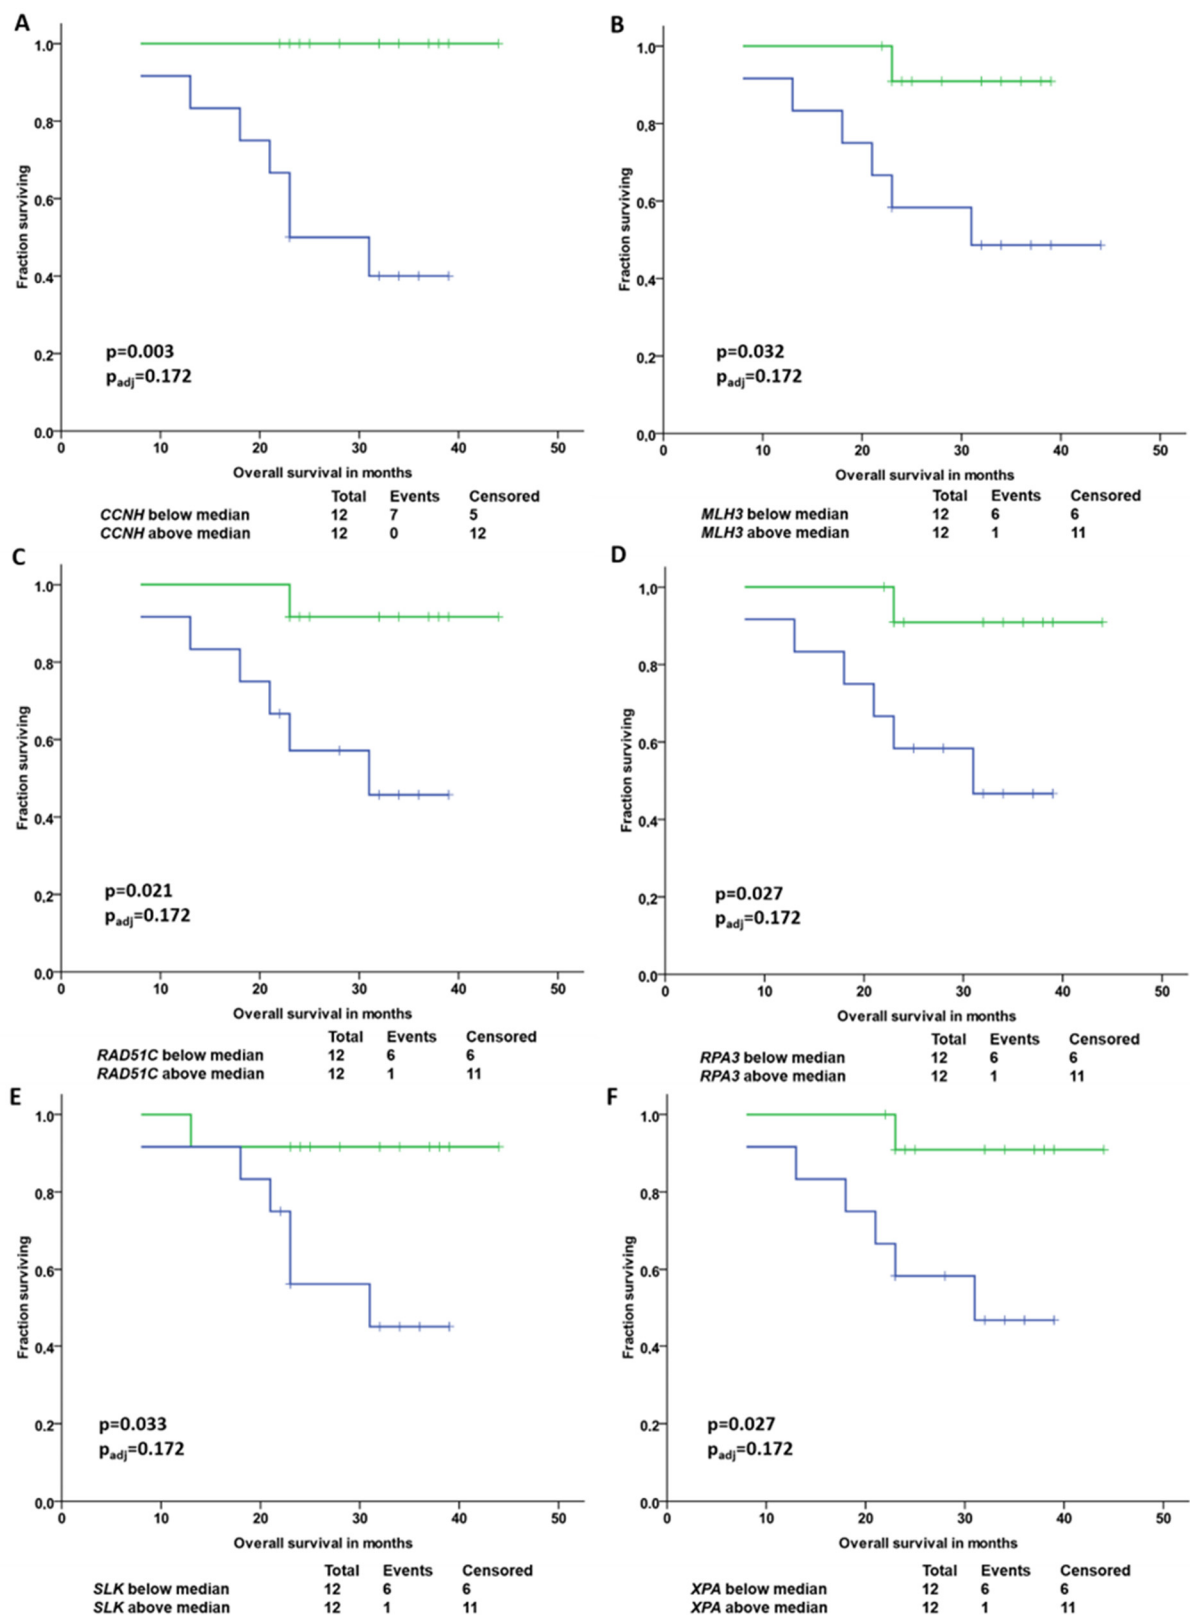 A
Fraction surviving
1.0
0.8
0.6
0.4
0.2
0.0
p=0.003
padj=0.172
0 10 20 30 40 50
Overall survival in months
Total Events Censored
CCNH below median 12 7 5
CCNH above median 12 0 12
B
Fraction surviving
1.0
0.8
0.6
0.4
0.2
0.0
p=0.032
padj=0.172
0 10 20 30 40 50
Overall survival in months
Total Events Censored
MLH3 below median 12 6 6
MLH3 above median 12 1 11
C
Fraction surviving
1.0
0.8
0.6
0.4
0.2
0.0
p=0.021
padj=0.172
0 10 20 30 40 50
Overall survival in months
Total Events Censored
RAD51C below median 12 6 6
RAD51C above median 12 1 11
D
Fraction surviving
1.0
0.8
0.6
0.4
0.2
0.0
p=0.027
padj=0.172
0 10 20 30 40 50
Overall survival in months
Total Events Censored
RPA3 below median 12 6 6
RPA3 above median 12 1 11
E
Fraction surviving
1.0
0.8
0.6
0.4
0.2
0.0
p=0.033
padj=0.172
0 10 20 30 40 50
Overall survival in months
Total Events Censored
SLK below median 12 6 6
SLK above median 12 1 11
F
Fraction surviving
1.0
0.8
0.6
0.4
0.2
0.0
p=0.027
padj=0.172
0 10 20 30 40 50
Overall survival in months
Total Events Censored
XPA below median 12 6 6
XPA above median 12 1 11